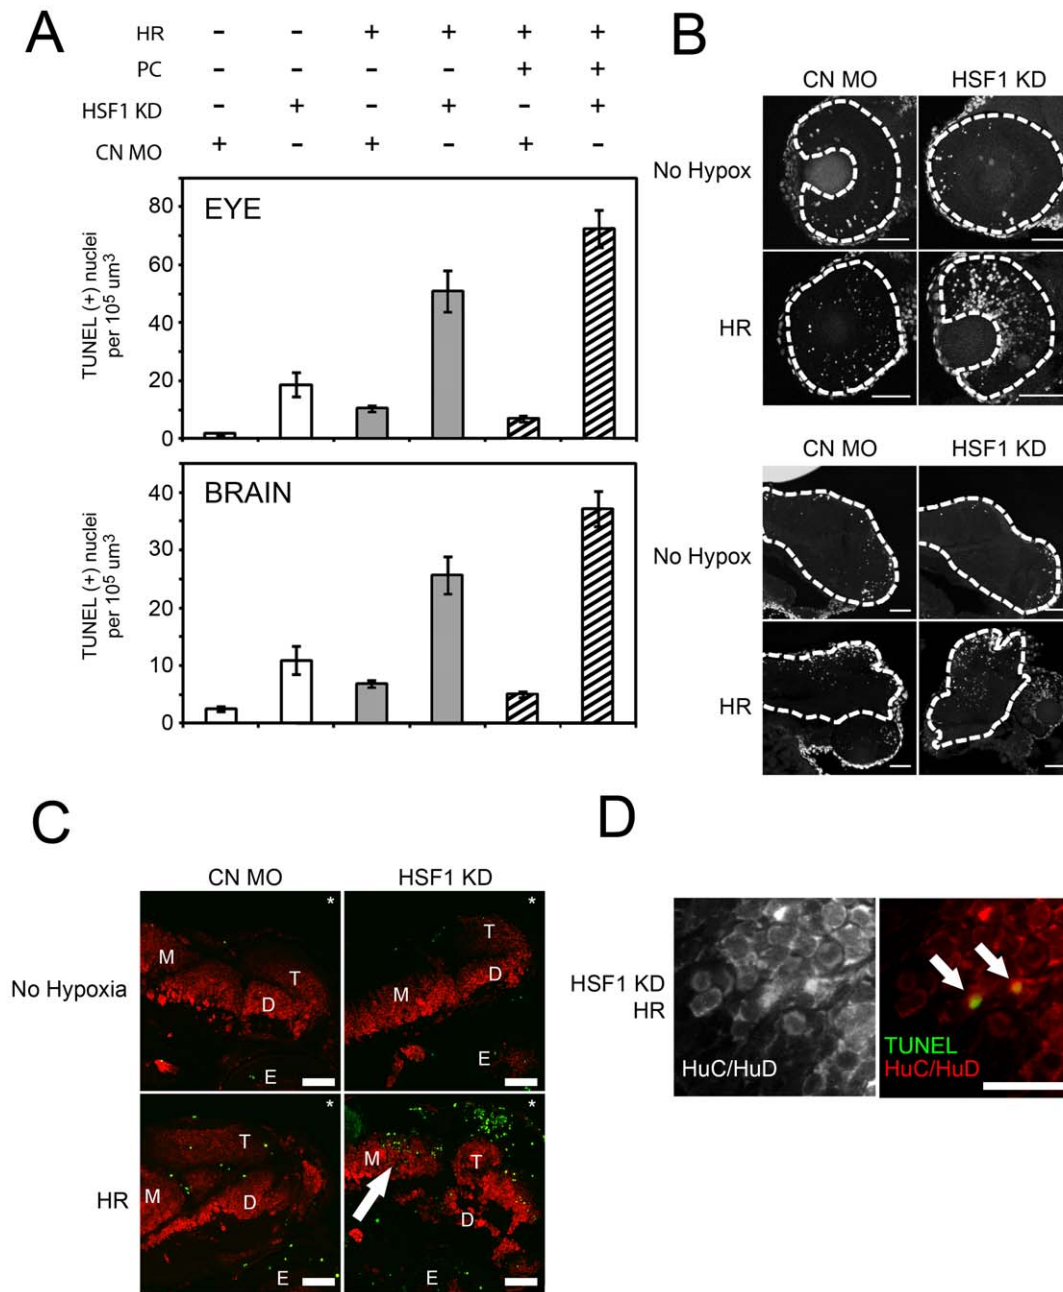 A
HR - - + + + +
PC - - - - + +
HSF1 KD - + - + - +
CN MO + - + - + -
EYE
80
60
40
20
0
TUNEL (+) nuclei
per 10⁵ um³
BRAIN
40
30
20
10
0
TUNEL (+) nuclei
per 10⁵ um³
B
CN MO HSF1 KD
No Hypox
HR
CN MO HSF1 KD
No Hypox
HR
C
CN MO HSF1 KD
No Hypoxia
* M T D E
* T M D E
HR
* T M D E
* M T D E
D
HSF1 KD
HR
HuC/HuD
TUNEL
HuC/HuD